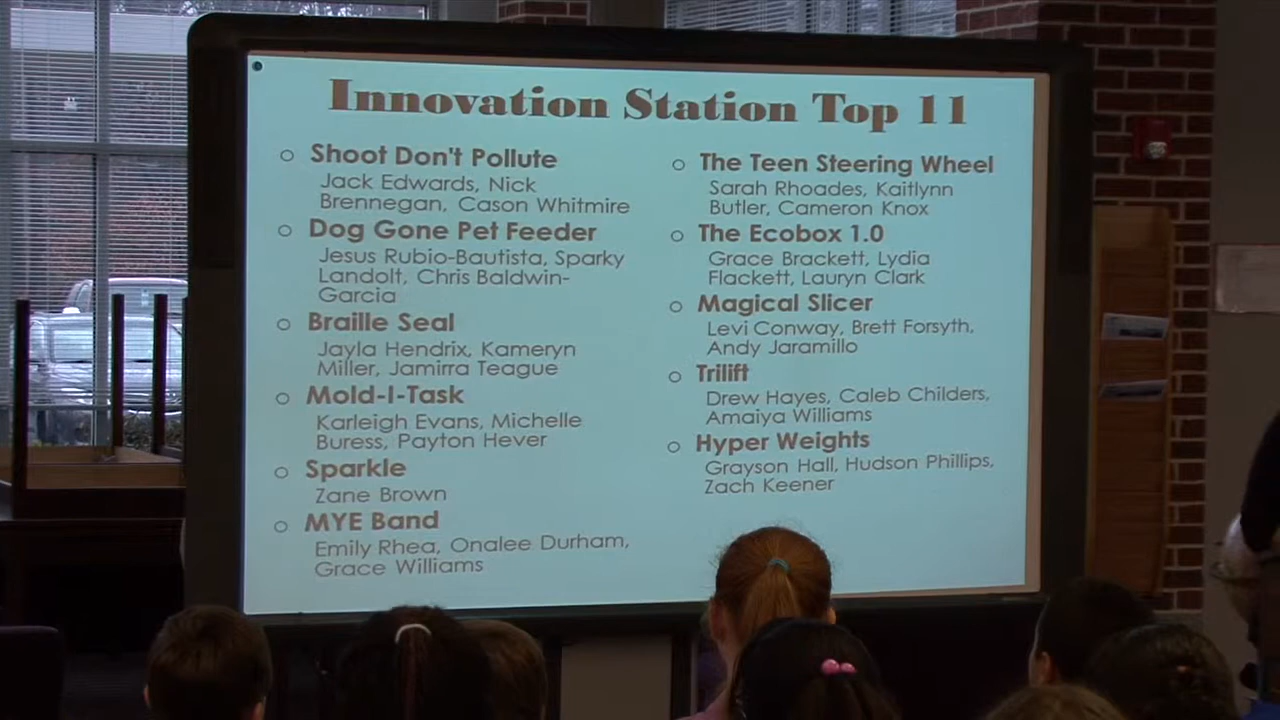 Innovation Station Top 11
Shoot Don't Pollute
Jack Edwards, Nick
Brennegan, Cason Whitmire
Dog Gone Pet Feeder
Jesus Rubio-Bautista, Sparky
Landolt, Chris Baldwin-
Garcia
Braille Seal
Jayla Hendrix, Kameryn
Miller, Jamirra Teague
Mold-I-Task
Karleigh Evans, Michelle
Buress, Payton Hever
Sparkle
Zane Brown
MYE Band
Emily Rhea, Onalee Durham,
Grace Williams
The Teen Steering Wheel
Sarah Rhoades, Kaitlynn
Butler, Cameron Knox
The Ecobox 1.0
Grace Brackett, Lydia
Flackett, Lauryn Clark
Magical Slicer
Levi Conway, Brett Forsyth,
Andy Jaramillo
Trilift
Drew Hayes, Caleb Childers,
Amaiya Williams
Hyper Weights
Grayson Hall, Hudson Phillips,
Zach Keener